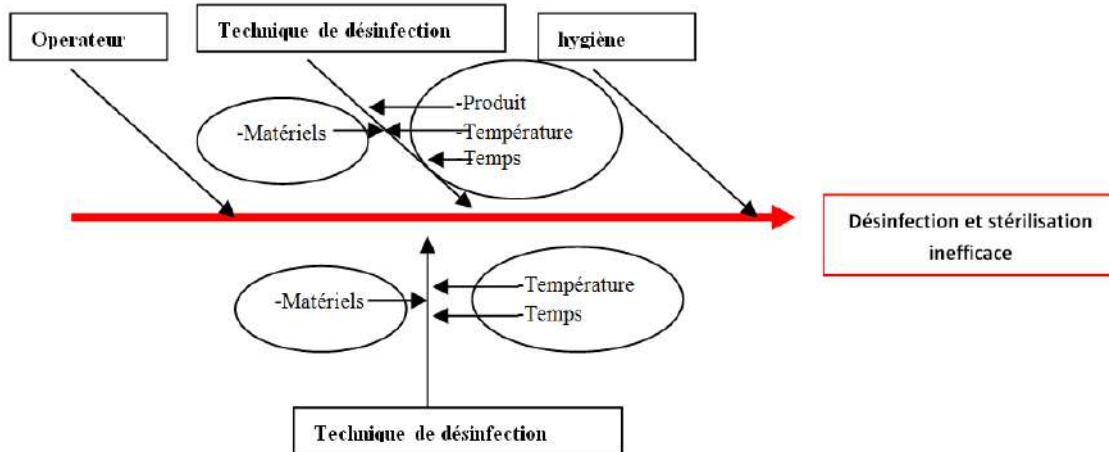 Operateur
Technique de désinfection
hygiène
-Produit
-Matériels
-Température
-Temps
Désinfection et stérilisation
inefficace
-Matériels
-Température
-Temps
Technique de désinfection